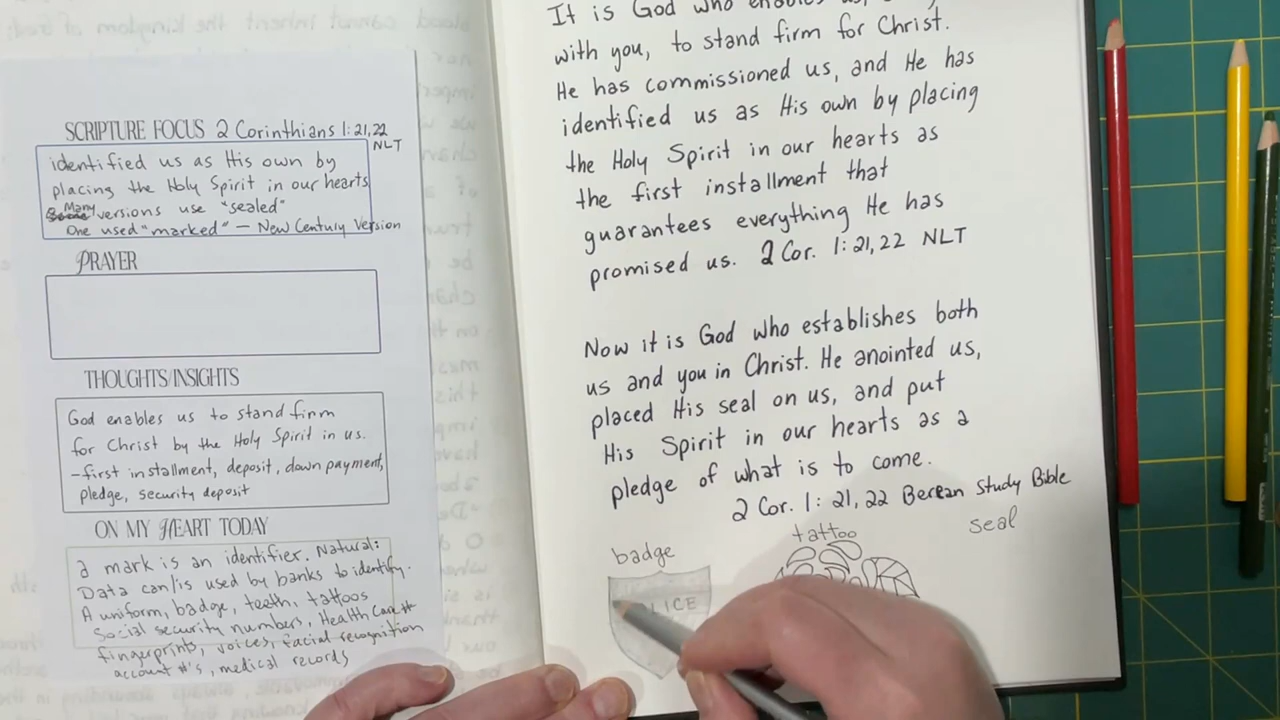 SCRIPTURE FOCUS 2 Corinthians 1:21,22
NLT
identified us as His own by
placing the Holy Spirit in our hearts
Many
versions use "sealed"
One used "marked" – New Century Version
PRAYER
THOUGHTS/INSIGHTS
God enables us to stand firm
for Christ by the Holy Spirit in us.
-first installment, deposit, down payment,
pledge, security deposit
ON MY HEART TODAY
a mark is an identifier. Natural:
Data can/is used by banks to identify.
A uniform, badge, teeth, tattoos
Social security numbers, Health Care #
fingerprints, voices, facial recognition
account #'s, medical records
It is God who enables us,
with you, to stand firm for Christ.
He has commissioned us, and He has
identified us as His own by placing
the Holy Spirit in our hearts as
the first installment that
guarantees everything He has
promised us. 2 Cor. 1:21,22 NLT
Now it is God who establishes both
us and you in Christ. He anointed us,
placed His seal on us, and put
His Spirit in our hearts as a
pledge of what is to come.
2 Cor. 1:21,22 Berean Study Bible
badge
tattoo
seal
LICE